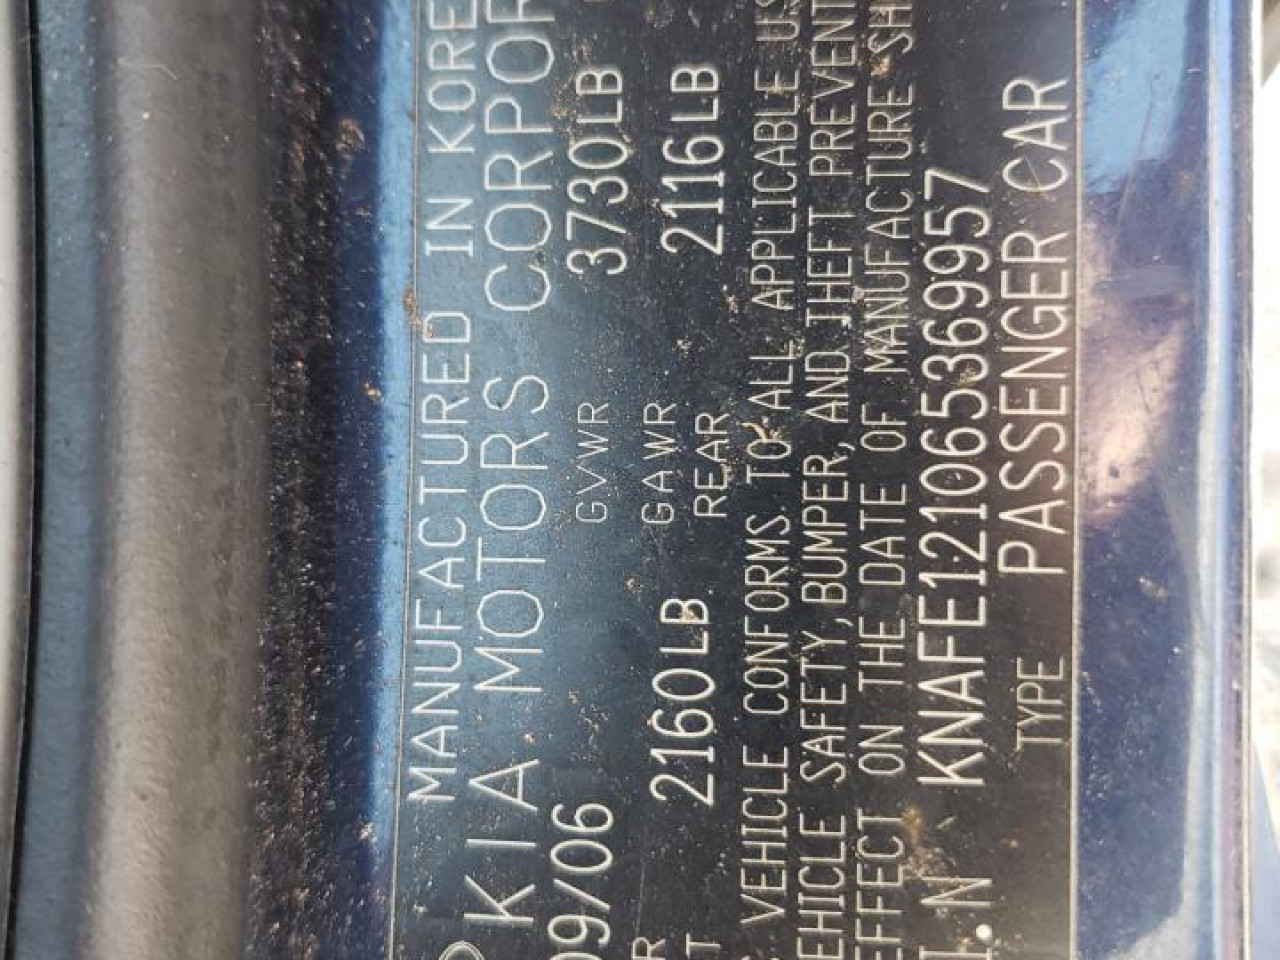 MANUFACTURED IN KORE
KIA MOTORS CORPOR
09/06 GVWR 3730LB
2160LB GAWR REAR 2116LB
VEHICLE CONFORMS TO ALL APPLICABLE US
EHICLE SAFETY, BUMPER, AND THEFT PREVENT
EFFECT ON THE DATE OF MANUFACTURE SH
I.N KNAFE121065369957
TYPE PASSENGER CAR